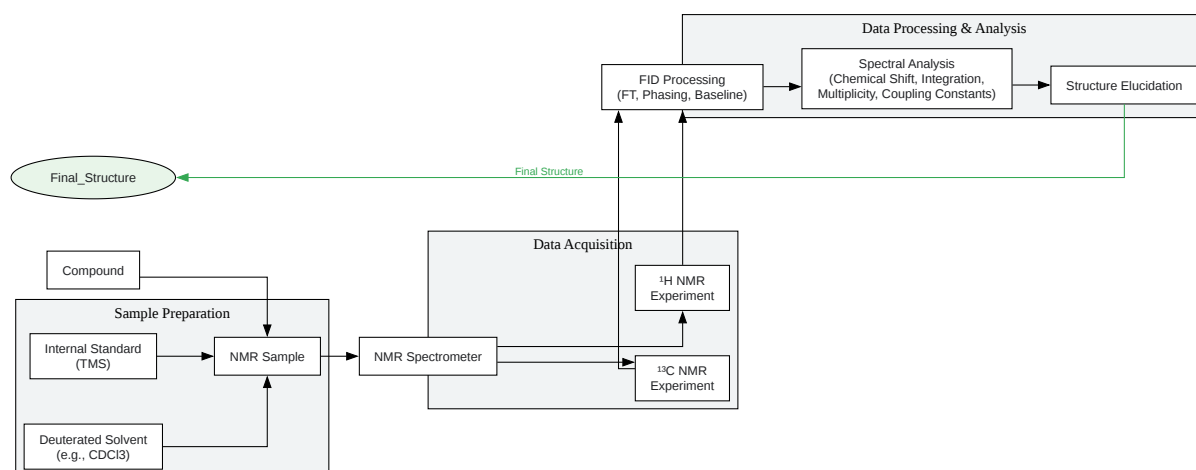 Data Processing & Analysis
FID Processing
(FT, Phasing, Baseline)
Spectral Analysis
(Chemical Shift, Integration,
Multiplicity, Coupling Constants)
Structure Elucidation
Final_Structure
Final Structure
Data Acquisition
Compound
¹H NMR
Experiment
Sample Preparation
Internal Standard
(TMS)
NMR Sample
NMR Spectrometer
¹³C NMR
Experiment
Deuterated Solvent
(e.g., CDCl3)